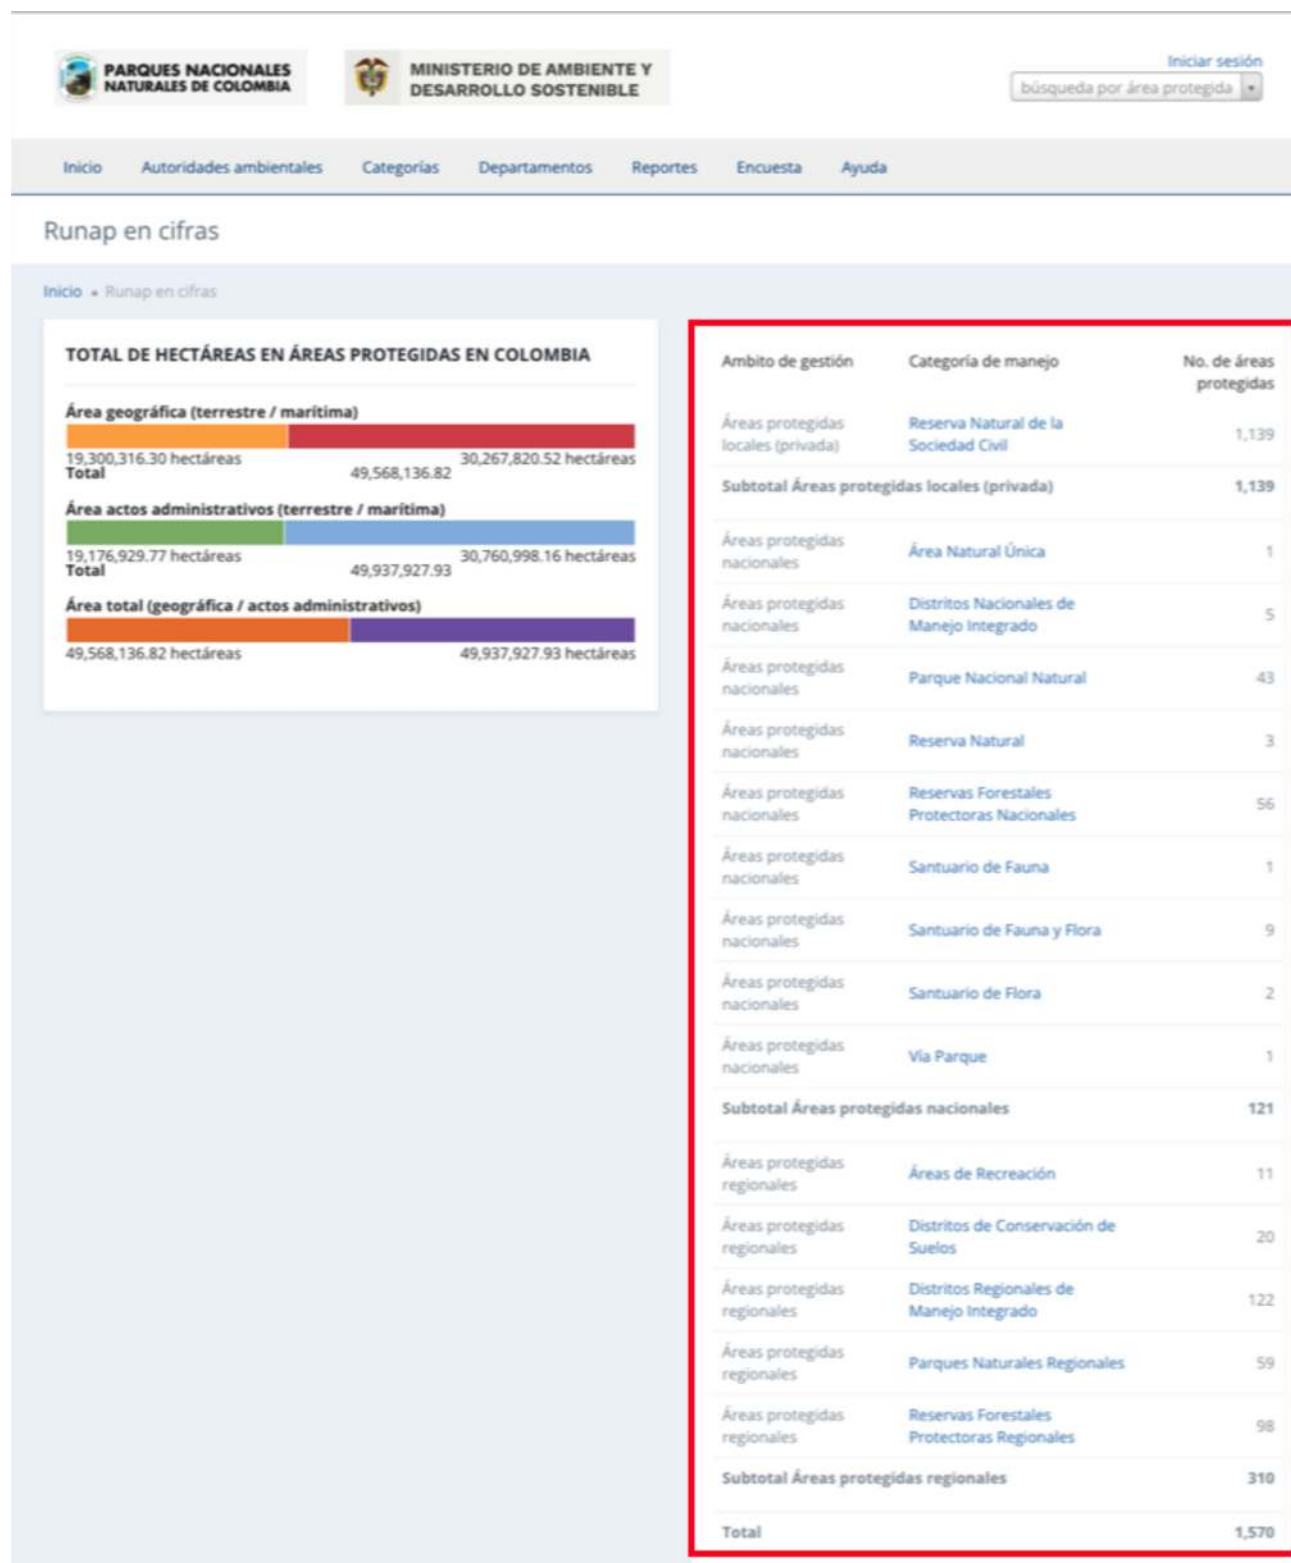 PARQUES NACIONALES
NATURALES DE COLOMBIA
MINISTERIO DE AMBIENTE Y
DESARROLLO SOSTENIBLE
Iniciar sesión
búsqueda por área protegida
Inicio Autoridades ambientales Categorías Departamentos Reportes Encuesta Ayuda
Runap en cifras
Inicio • Runap en cifras
TOTAL DE HECTÁREAS EN ÁREAS PROTEGIDAS EN COLOMBIA
Área geográfica (terrestre / marítima)
19,300,316.30 hectáreas 30,267,820.52 hectáreas
Total 49,568,136.82
Área actos administrativos (terrestre / marítima)
19,176,929.77 hectáreas 30,760,998.16 hectáreas
Total 49,937,927.93
Área total (geográfica / actos administrativos)
49,568,136.82 hectáreas 49,937,927.93 hectáreas
Ambito de gestión Categoría de manejo No. de áreas
protegidas
Áreas protegidas Reserva Natural de la
locales (privada) Sociedad Civil 1,139
Subtotal Áreas protegidas locales (privada) 1,139
Áreas protegidas
nacionales Área Natural Única 1
Áreas protegidas Distritos Nacionales de
nacionales Manejo Integrado 5
Áreas protegidas
nacionales Parque Nacional Natural 43
Áreas protegidas
nacionales Reserva Natural 3
Áreas protegidas Reservas Forestales
nacionales Protectoras Nacionales 56
Áreas protegidas
nacionales Santuario de Fauna 1
Áreas protegidas
nacionales Santuario de Fauna y Flora 9
Áreas protegidas
nacionales Santuario de Flora 2
Áreas protegidas
nacionales Vía Parque 1
Subtotal Áreas protegidas nacionales 121
Áreas protegidas
regionales Áreas de Recreación 11
Áreas protegidas Distritos de Conservación de
regionales Suelos 20
Áreas protegidas Distritos Regionales de
regionales Manejo Integrado 122
Áreas protegidas
regionales Parques Naturales Regionales 59
Áreas protegidas Reservas Forestales
regionales Protectoras Regionales 98
Subtotal Áreas protegidas regionales 310
Total 1,570